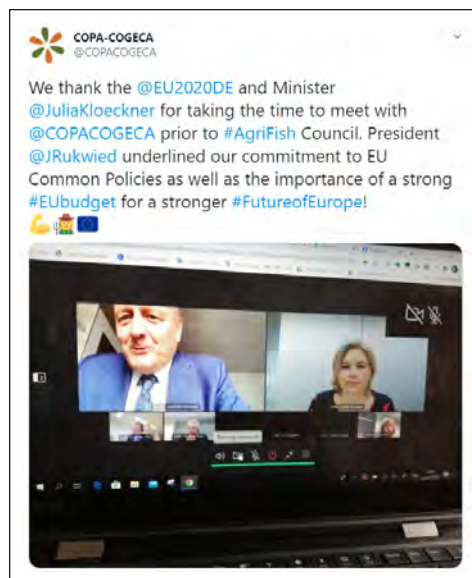 COPA-COGECA
@COPACOGECA
We thank the @EU2020DE and Minister
@JuliaKloeckner for taking the time to meet with
@COPACOGECA prior to #AgriFish Council. President
@JRukwied underlined our commitment to EU
Common Policies as well as the importance of a strong
#EUbudget for a stronger #FutureofEurope!